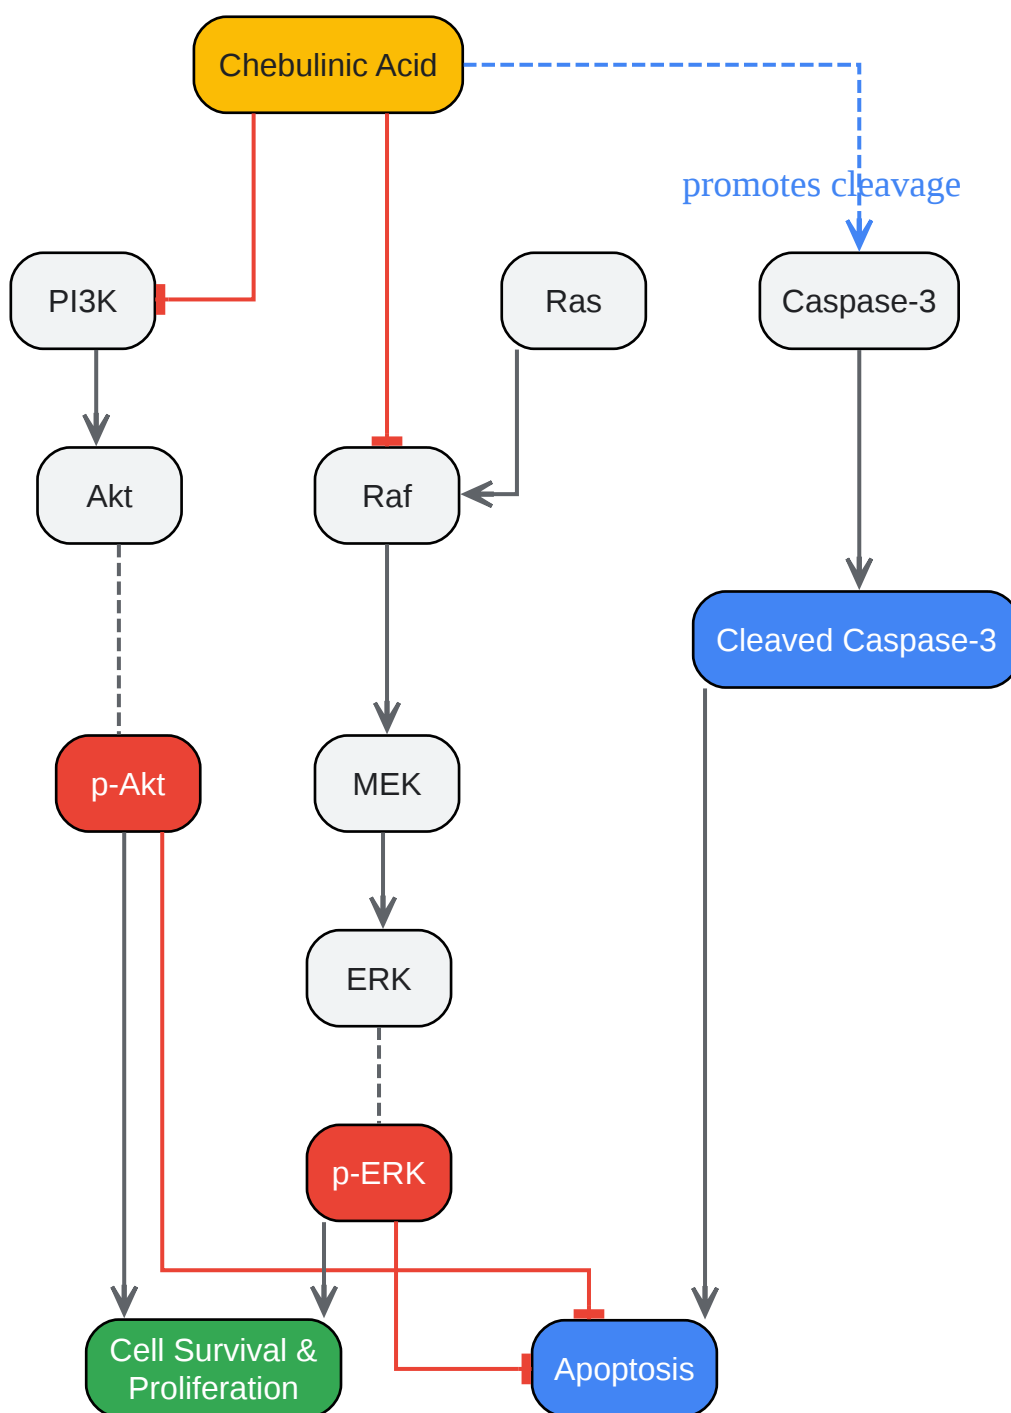 Chebulinic Acid
promotes cleavage
PI3K
Ras
Caspase-3
Akt
Raf
Cleaved Caspase-3
p-Akt
MEK
ERK
p-ERK
Cell Survival &
Proliferation
Apoptosis